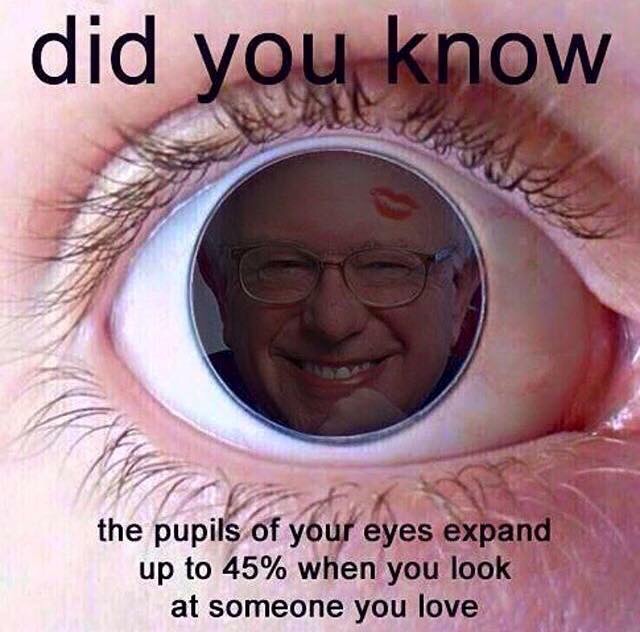 did you know
the pupils of your eyes expand
up to 45% when you look
at someone you love